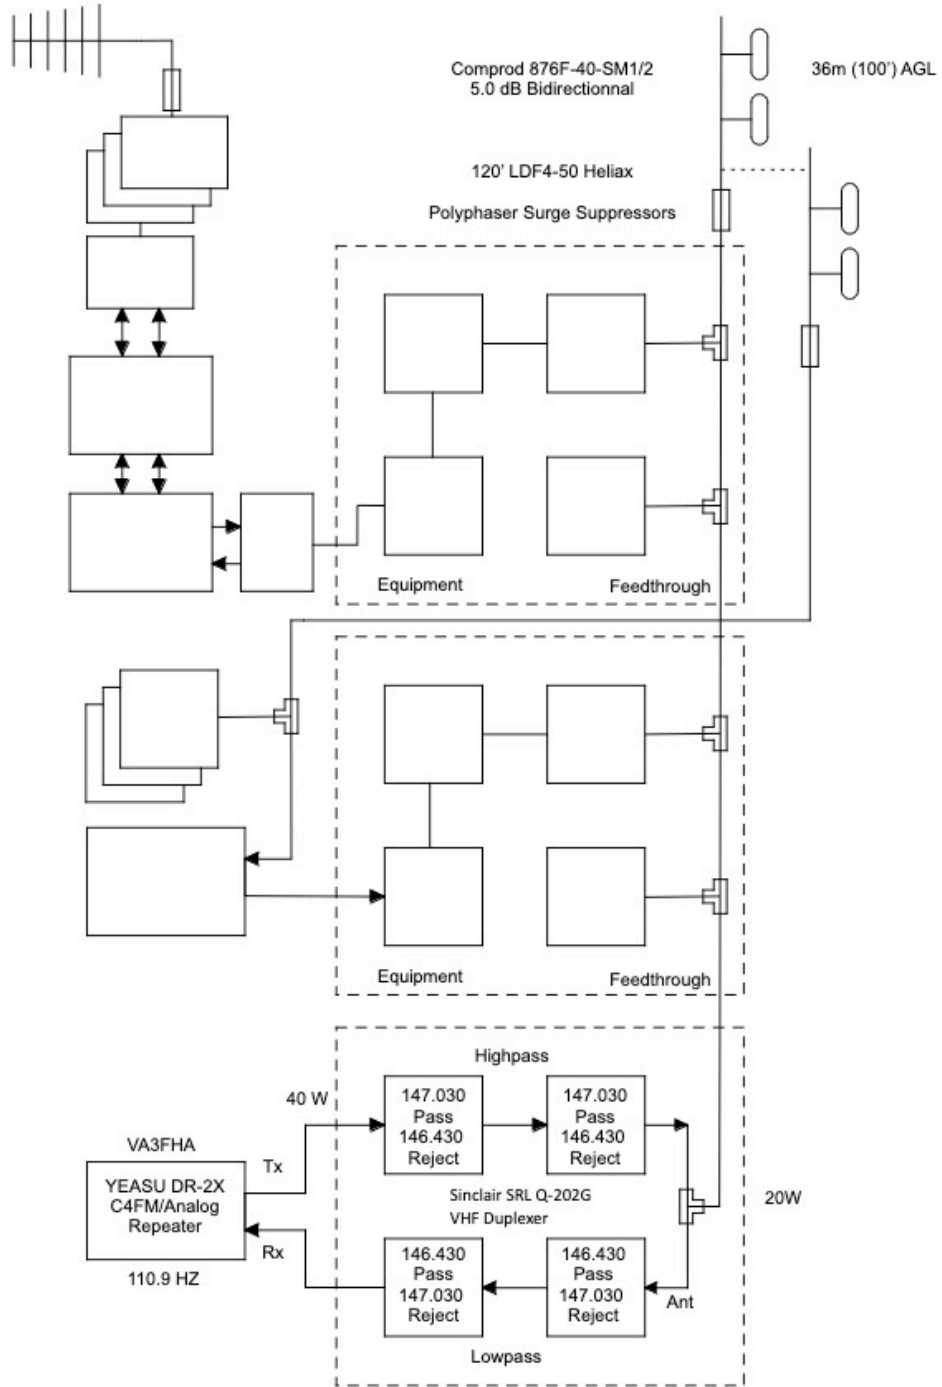 Comprod 876F-40-SM1/2
5.0 dB Bidirectionnal
36m (100') AGL
120' LDF4-50 Heliax
Polyphaser Surge Suppressors
Equipment
Feedthrough
Equipment
Feedthrough
Highpass
40 W
147.030
Pass
146.430
Reject
147.030
Pass
146.430
Reject
VA3FHA
Tx
YEASU DR-2X
C4FM/Analog
Repeater
Sinclair SRL Q-202G
VHF Duplexer
20W
Rx
110.9 HZ
146.430
Pass
147.030
Reject
146.430
Pass
147.030
Reject
Ant
Lowpass